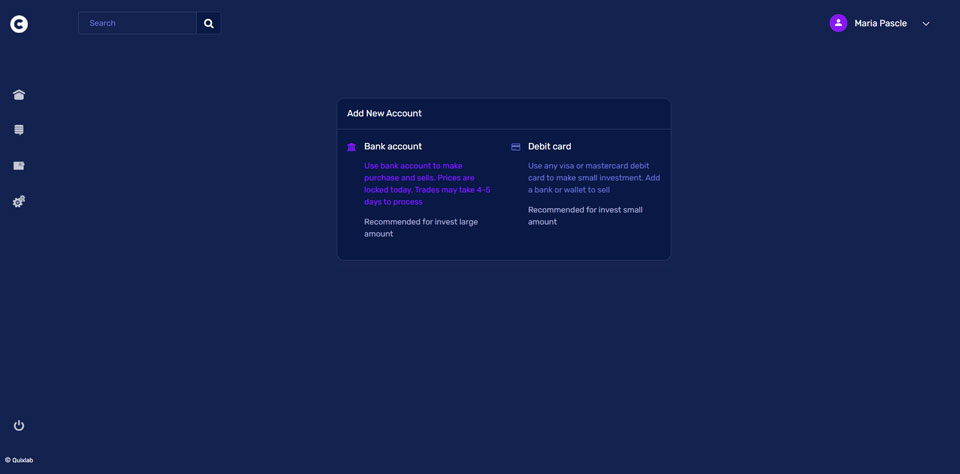 C
Search
Maria Pascle
Add New Account
Bank account
Use bank account to make
purchase and sells. Prices are
locked today. Trades may take 4-5
days to process
Recommended for invest large
amount
Debit card
Use any visa or mastercard debit
card to make small investment. Add
a bank or wallet to sell
Recommended for invest small
amount
© Quixlab